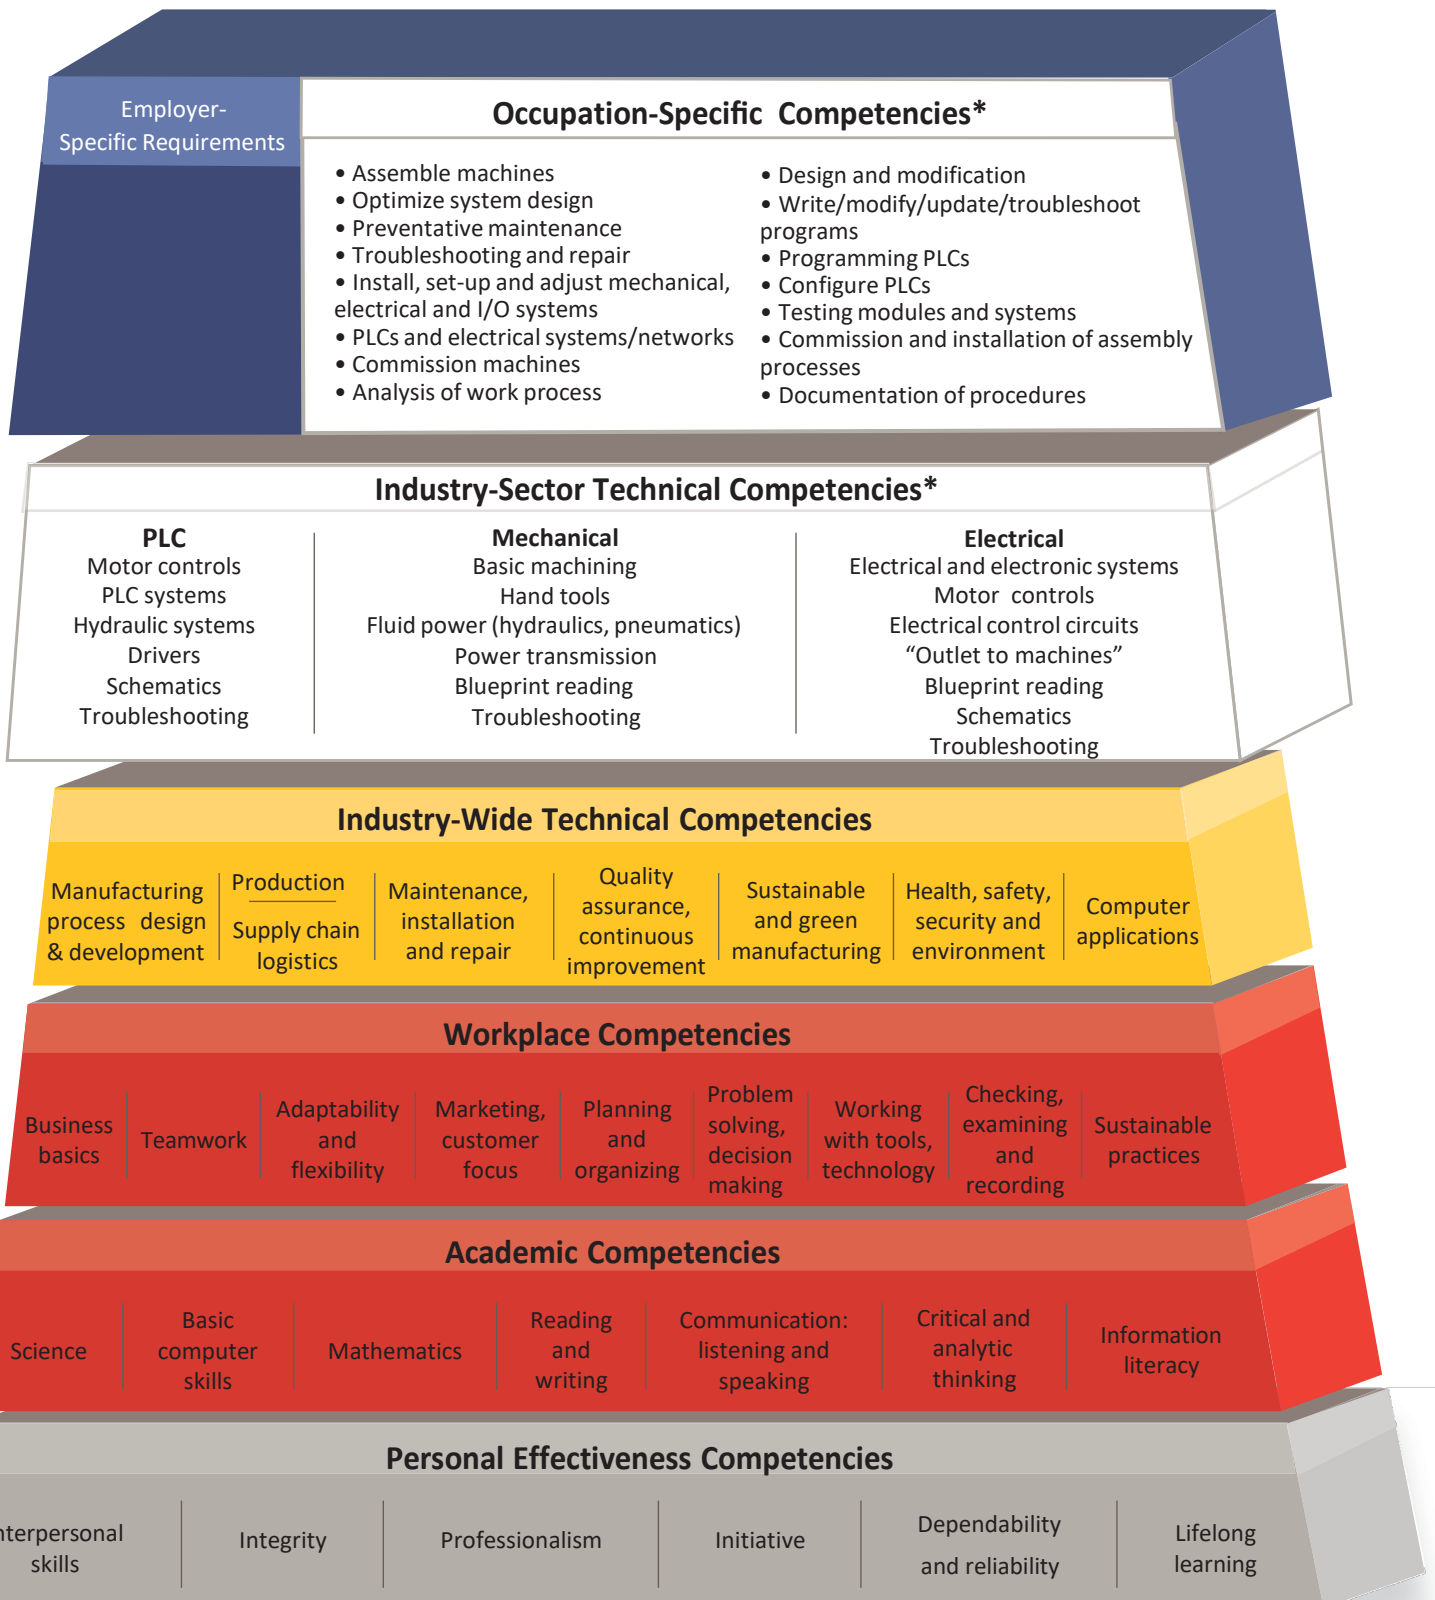 Employer-
Specific Requirements
Occupation-Specific Competencies*
• Assemble machines
• Optimize system design
• Preventative maintenance
• Troubleshooting and repair
• Install, set-up and adjust mechanical,
electrical and I/O systems
• PLCs and electrical systems/networks
• Commission machines
• Analysis of work process
• Design and modification
• Write/modify/update/troubleshoot
programs
• Programming PLCs
• Configure PLCs
• Testing modules and systems
• Commission and installation of assembly
processes
• Documentation of procedures
Industry-Sector Technical Competencies*
PLC
Motor controls
PLC systems
Hydraulic systems
Drivers
Schematics
Troubleshooting
Mechanical
Basic machining
Hand tools
Fluid power (hydraulics, pneumatics)
Power transmission
Blueprint reading
Troubleshooting
Electrical
Electrical and electronic systems
Motor controls
Electrical control circuits
“Outlet to machines”
Blueprint reading
Schematics
Troubleshooting
Industry-Wide Technical Competencies
Manufacturing
process design
& development
Production
Supply chain
logistics
Maintenance,
installation
and repair
Quality
assurance,
continuous
improvement
Sustainable
and green
manufacturing
Health, safety,
security and
environment
Computer
applications
Workplace Competencies
Business
basics
Teamwork
Adaptability
and
flexibility
Marketing,
customer
focus
Planning
and
organizing
Problem
solving,
decision
making
Working
with tools,
technology
Checking,
examining
and
recording
Sustainable
practices
Academic Competencies
Science
Basic
computer
skills
Mathematics
Reading
and
writing
Communication:
listening and
speaking
Critical and
analytic
thinking
Information
literacy
Personal Effectiveness Competencies
nterpersonal
skills
Integrity
Professionalism
Initiative
Dependability
and reliability
Lifelong
learning